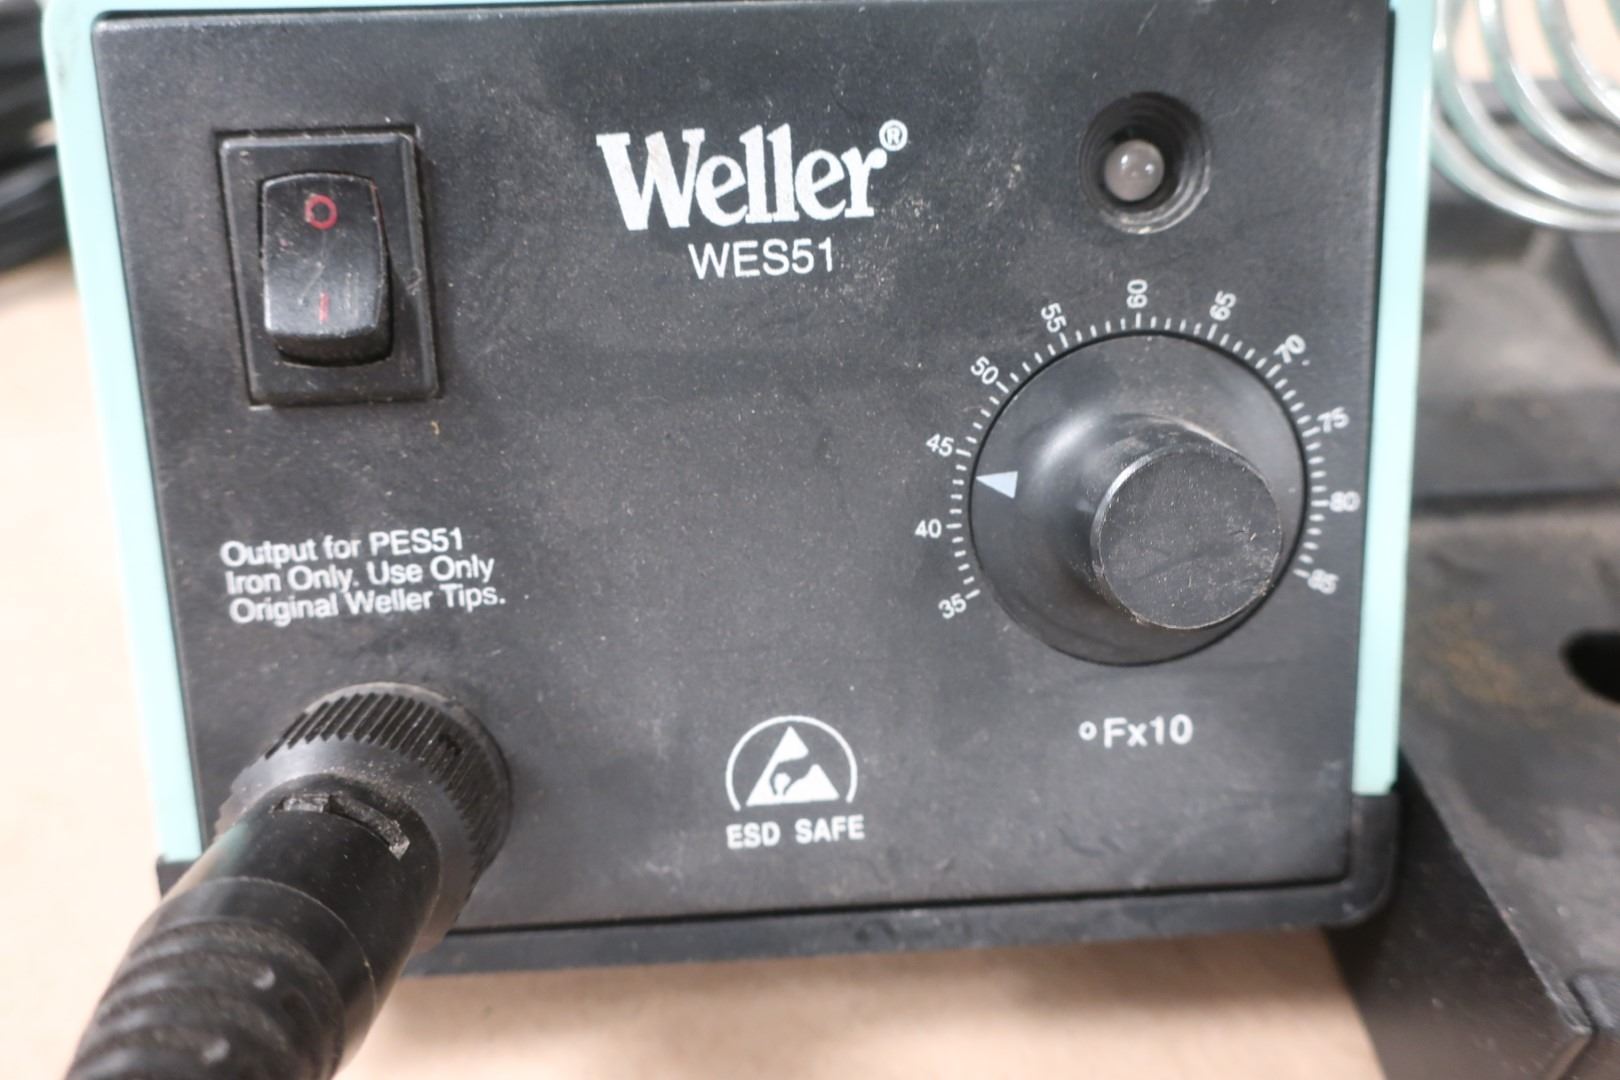 O
I
Weller®
WES51
35
40
45
50
55
60
65
70
75
80
85
°Fx10
Output for PES51
Iron Only. Use Only
Original Weller Tips.
ESD SAFE